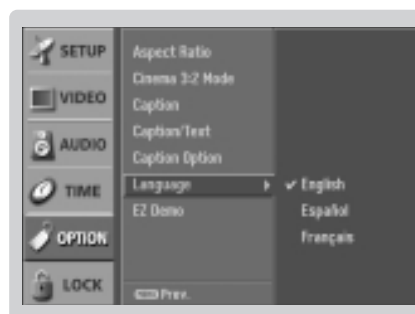 SETUP
VIDEO
AUDIO
TIME
OPTION
LOCK
Aspect Ratio
Cinema 3:2 Mode
Caption
Caption/Text
Caption Option
Language
EZ Demo
Prev.
English
Español
Français